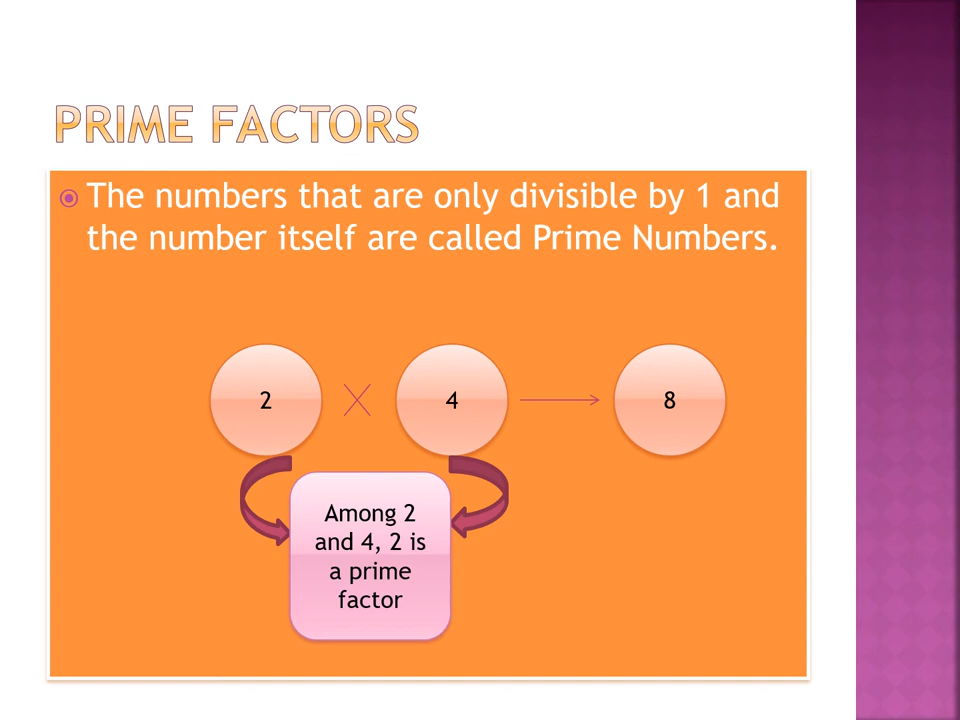 PRIME FACTORS
The numbers that are only divisible by 1 and
the number itself are called Prime Numbers.
2
4
8
Among 2
and 4, 2 is
a prime
factor